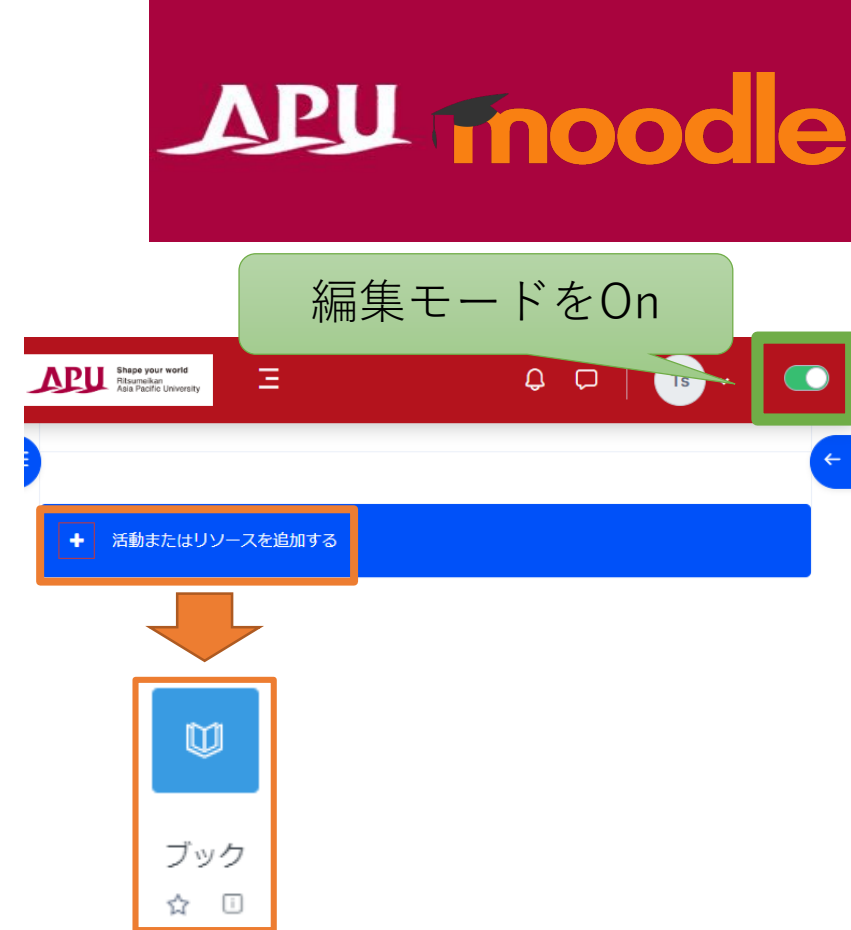 APU moodle
編集モードをOn
APU
Shape your world
Ritsumeikan
Asia Pacific University
Ts
活動またはリソースを追加する
ブック